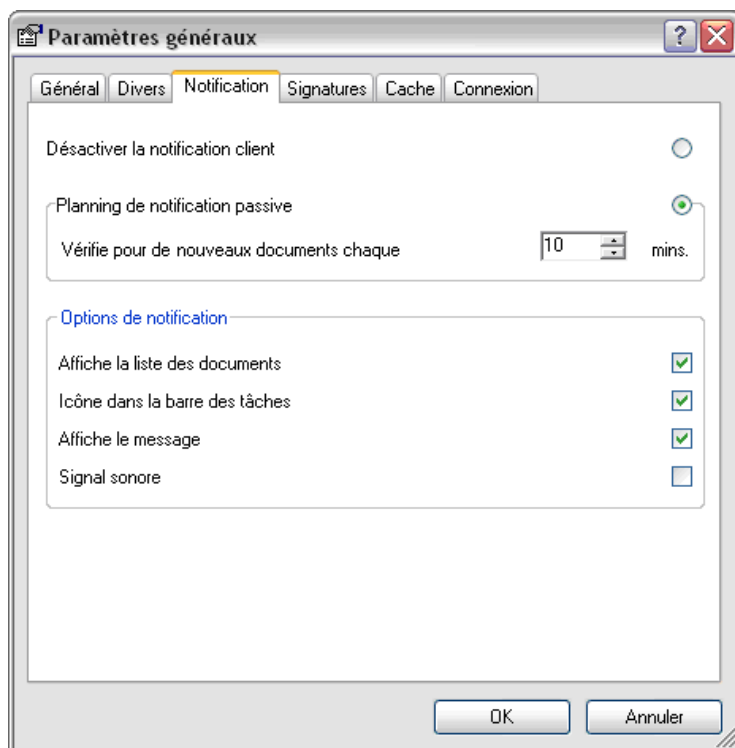 Paramètres généraux
?
Général Divers Notification Signatures Cache Connexion
Désactiver la notification client
Planning de notification passive
Vérifie pour de nouveaux documents chaque 10 mins.
Options de notification
Affiche la liste des documents
Icône dans la barre des tâches
Affiche le message
Signal sonore
OK Annuler